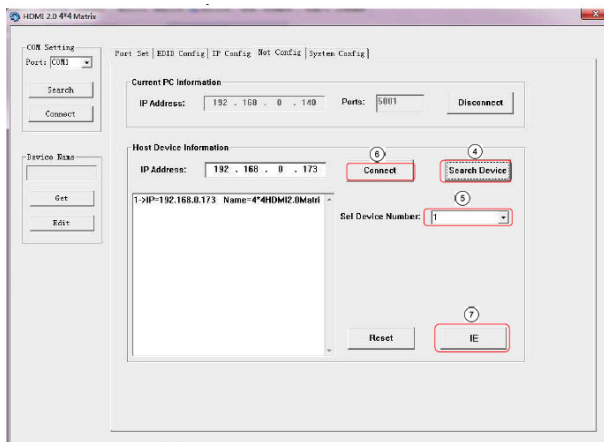 HDMI 2.0 4*4 Matrix
COM Setting
Port: COM1
Search
Connect
Device Name
Get
Edit
Port Set EDID Config IP Config Net Config System Config
Current PC Information
IP Address: 192 . 168 . 0 . 140 Ports: 5001 Disconnect
Host Device Information
IP Address: 192 . 168 . 0 . 173 6 Connect 4 Search Device
1->IP=192.168.0.173 Name=4*4HDMI2.0Matri
5
Sel Device Number: 1
7
Reset IE